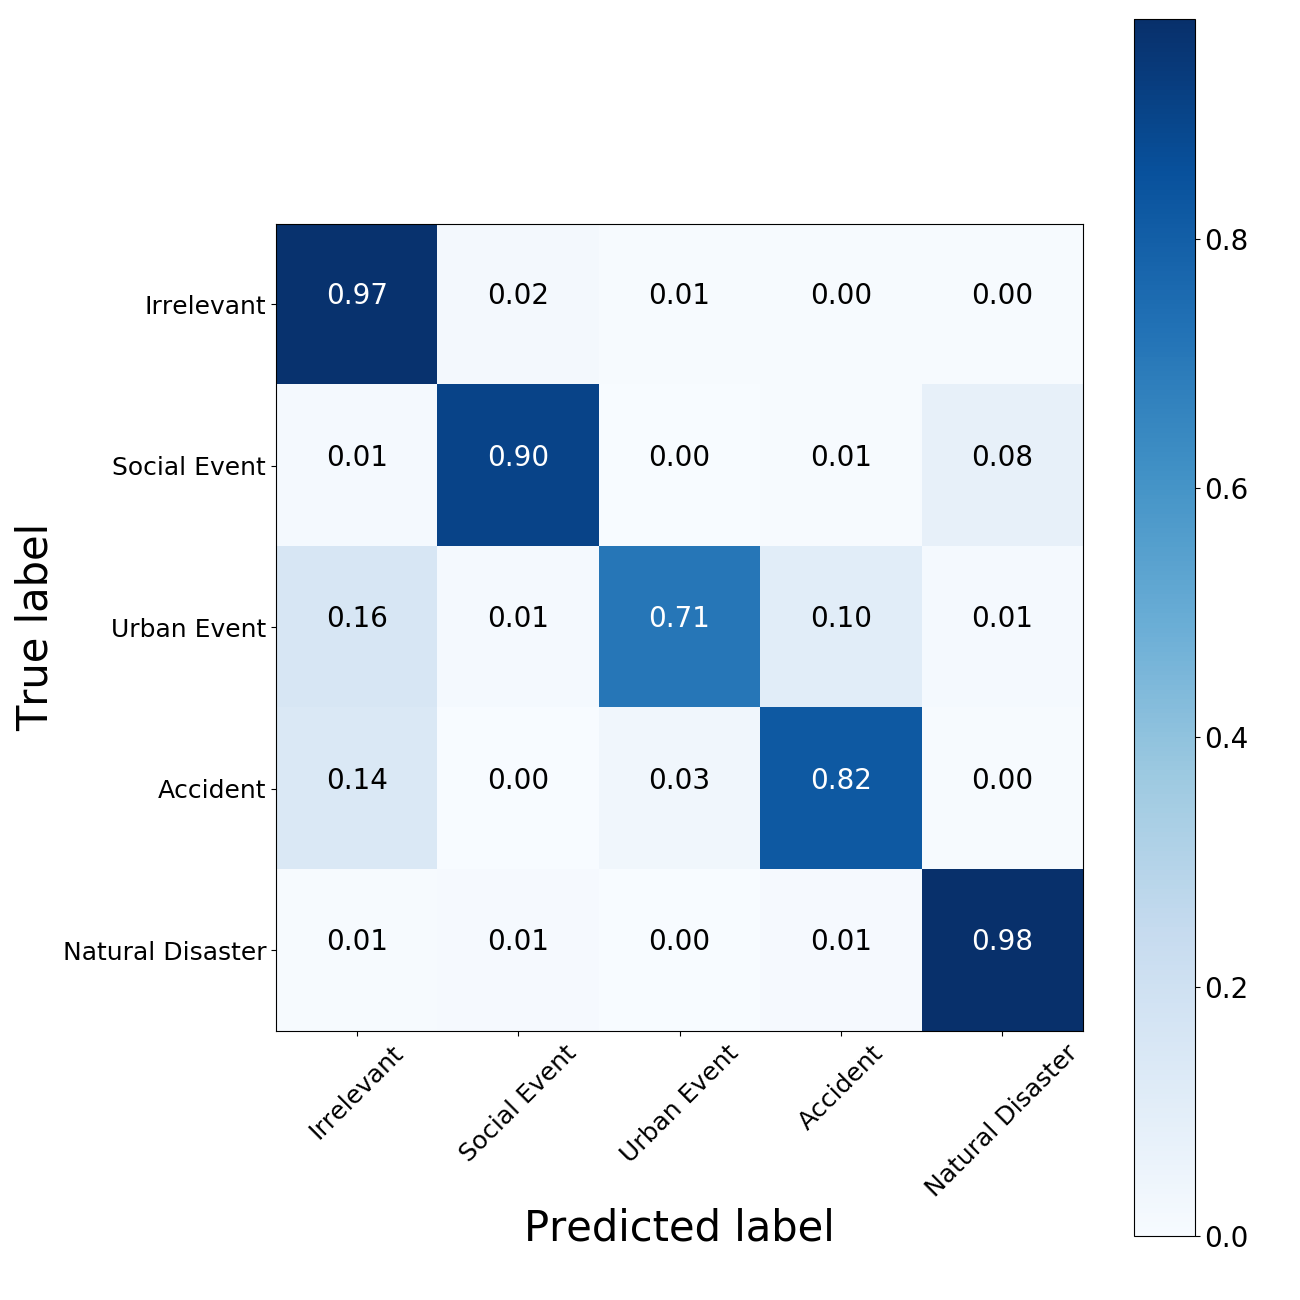 0.8
Irrelevant 0.97 0.02 0.01 0.00 0.00
Social Event 0.01 0.90 0.00 0.01 0.08
0.6
True label
Urban Event 0.16 0.01 0.71 0.10 0.01
0.4
Accident 0.14 0.00 0.03 0.82 0.00
Natural Disaster 0.01 0.01 0.00 0.01 0.98
0.2
Irrelevant Social Event Urban Event Accident Natural Disaster
Predicted label
0.0